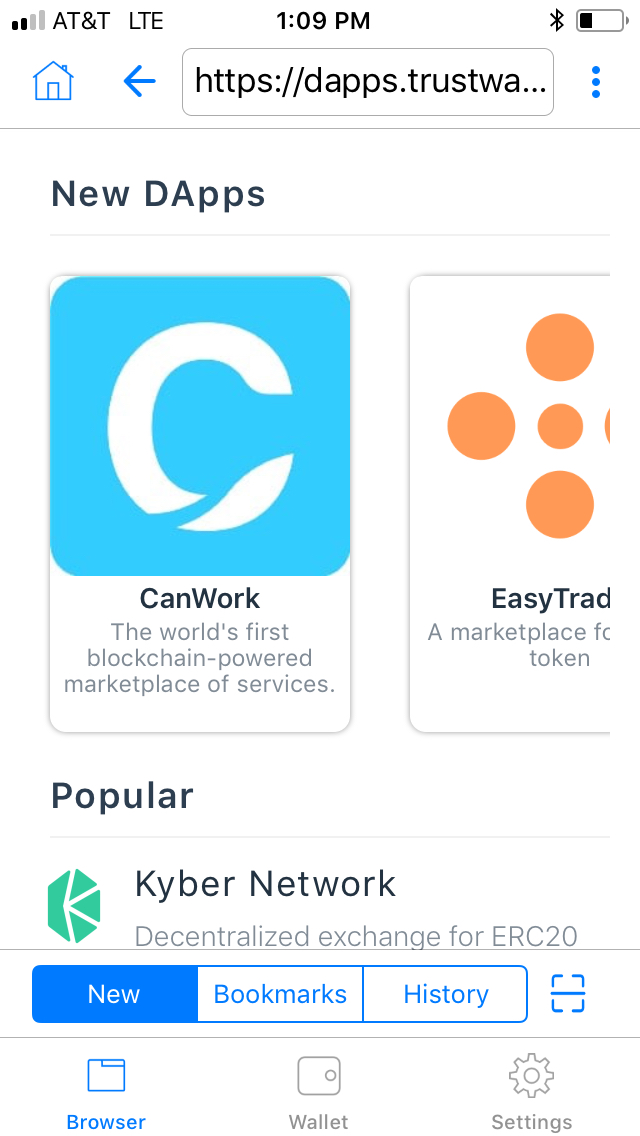 AT&T LTE 1:09 PM
https://dapps.trustwa...
New DApps
CanWork
The world's first
blockchain-powered
marketplace of services.
EasyTrad
A marketplace fo
token
Popular
Kyber Network
Decentralized exchange for ERC20
New Bookmarks History
Browser Wallet Settings